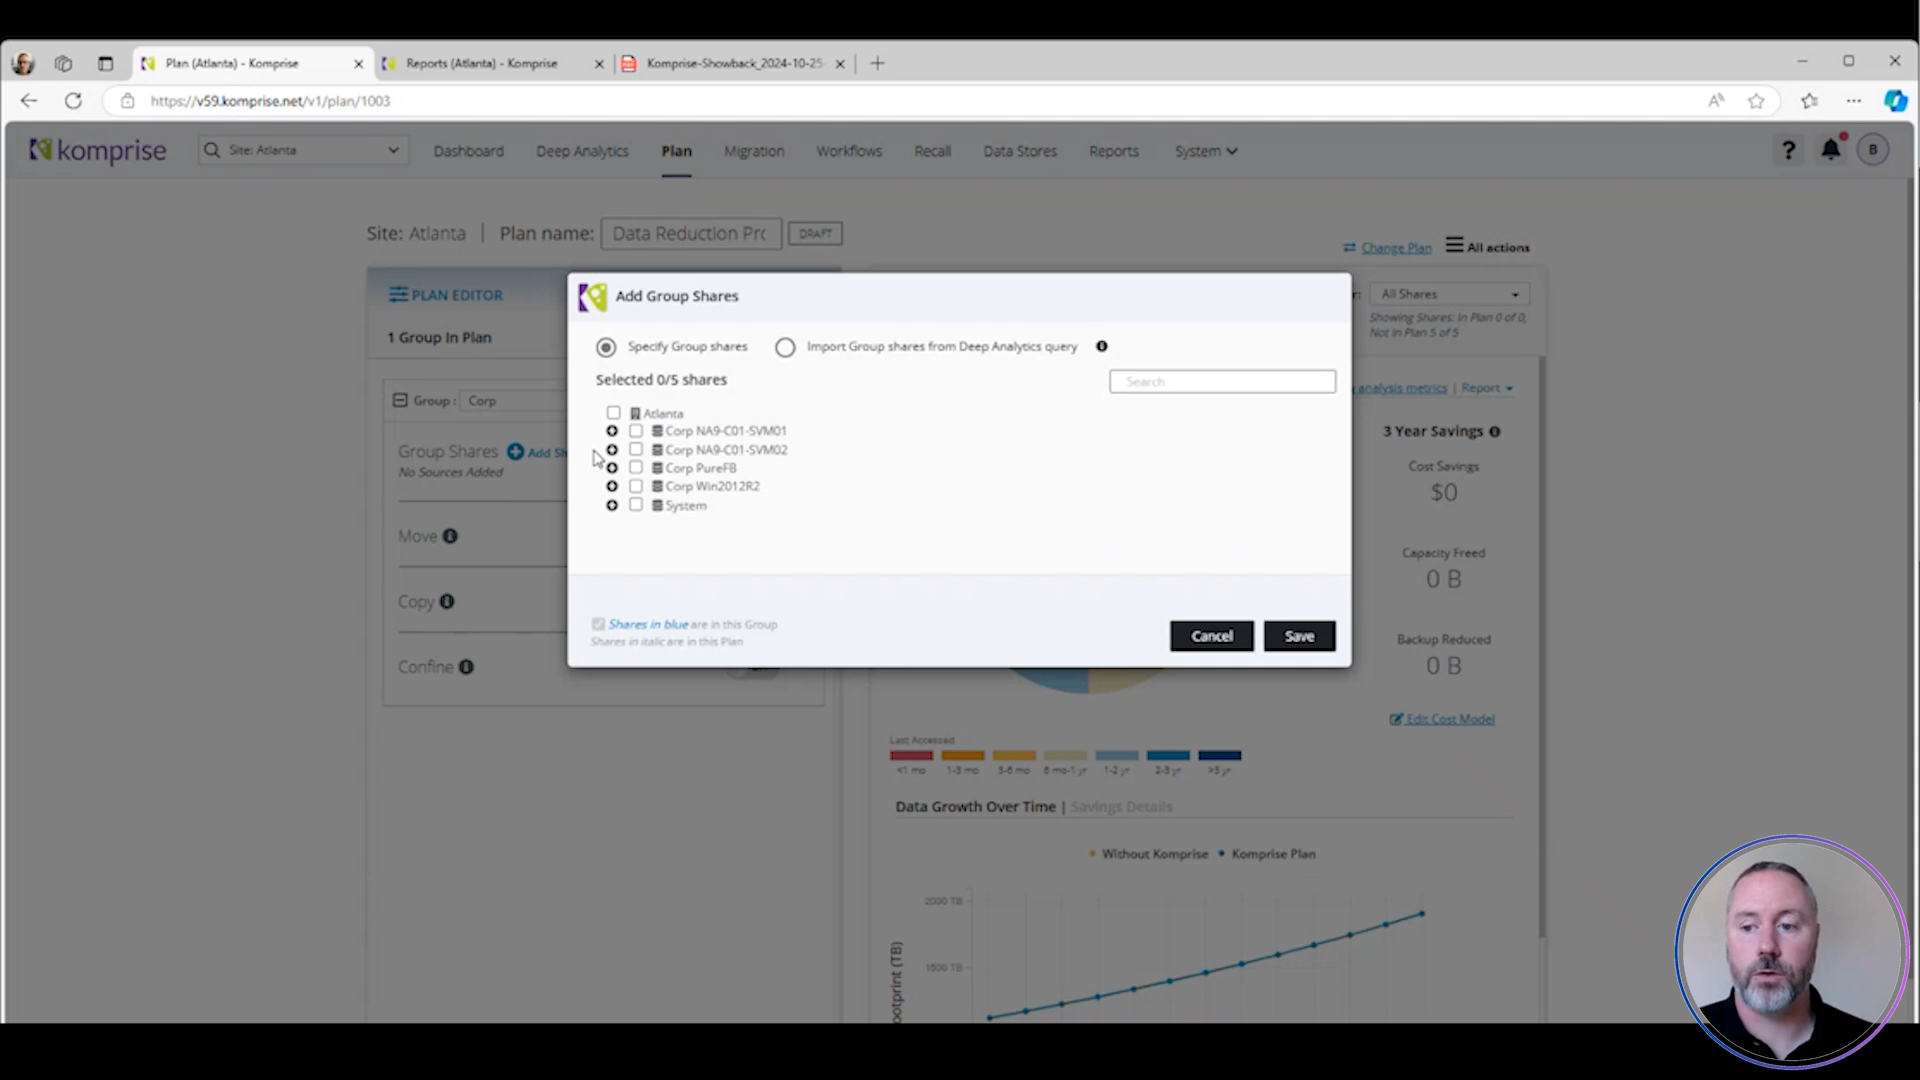 Plan (Atlanta) - Komprise
Reports (Atlanta) - Komprise
Komprise-Showback_2024-10-25
https://v59.komprise.net/v1/plan/1003
komprise
Site: Atlanta
Dashboard
Deep Analytics
Plan
Migration
Workflows
Recall
Data Stores
Reports
System
?
B
Site: Atlanta | Plan name:
Data Reduction Pro
DRAFT
Change Plan
All actions
PLAN EDITOR
1 Group In Plan
Group :
Corp
Group Shares
Add Sh
No Sources Added
Move
Copy
Confine
Add Group Shares
Specify Group shares
Import Group shares from Deep Analytics query
Selected 0/5 shares
Search
Atlanta
Corp NA9-C01-SVM01
Corp NA9-C01-SVM02
Corp PureFB
Corp Win2012R2
System
Shares in blue are in this Group
Shares in italic are in this Plan
Cancel
Save
All Shares
Showing Shares: In Plan 0 of 0,
Not In Plan 5 of 5
analysis metrics | Report
3 Year Savings
Cost Savings
$0
Capacity Freed
0 B
Backup Reduced
0 B
Edit Cost Model
Last Accessed
<1 mo
1-3 mo
3-6 mo
6 mo-1 yr
1-2 yr
2-3 yr
>3 yr
Data Growth Over Time | Savings Details
Without Komprise
Komprise Plan
2000 TB
1500 TB
ootprint (TB)